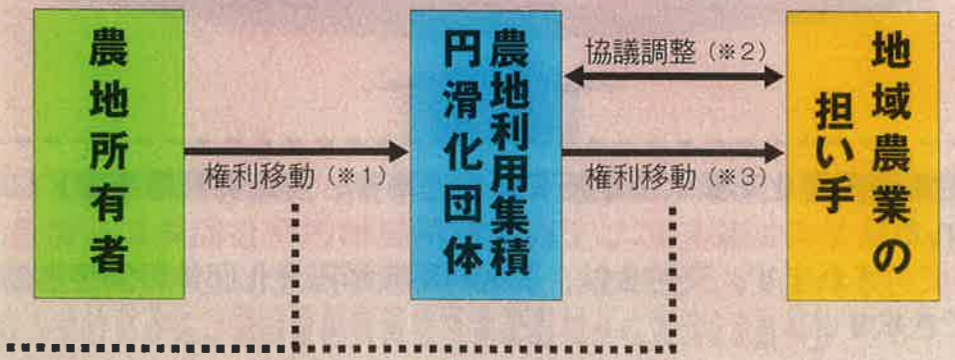 農地所有者
権利移動（※1）
農地利用集積
円滑化団体
協議調整（※2）
権利移動（※3）
地域農業の
担い手